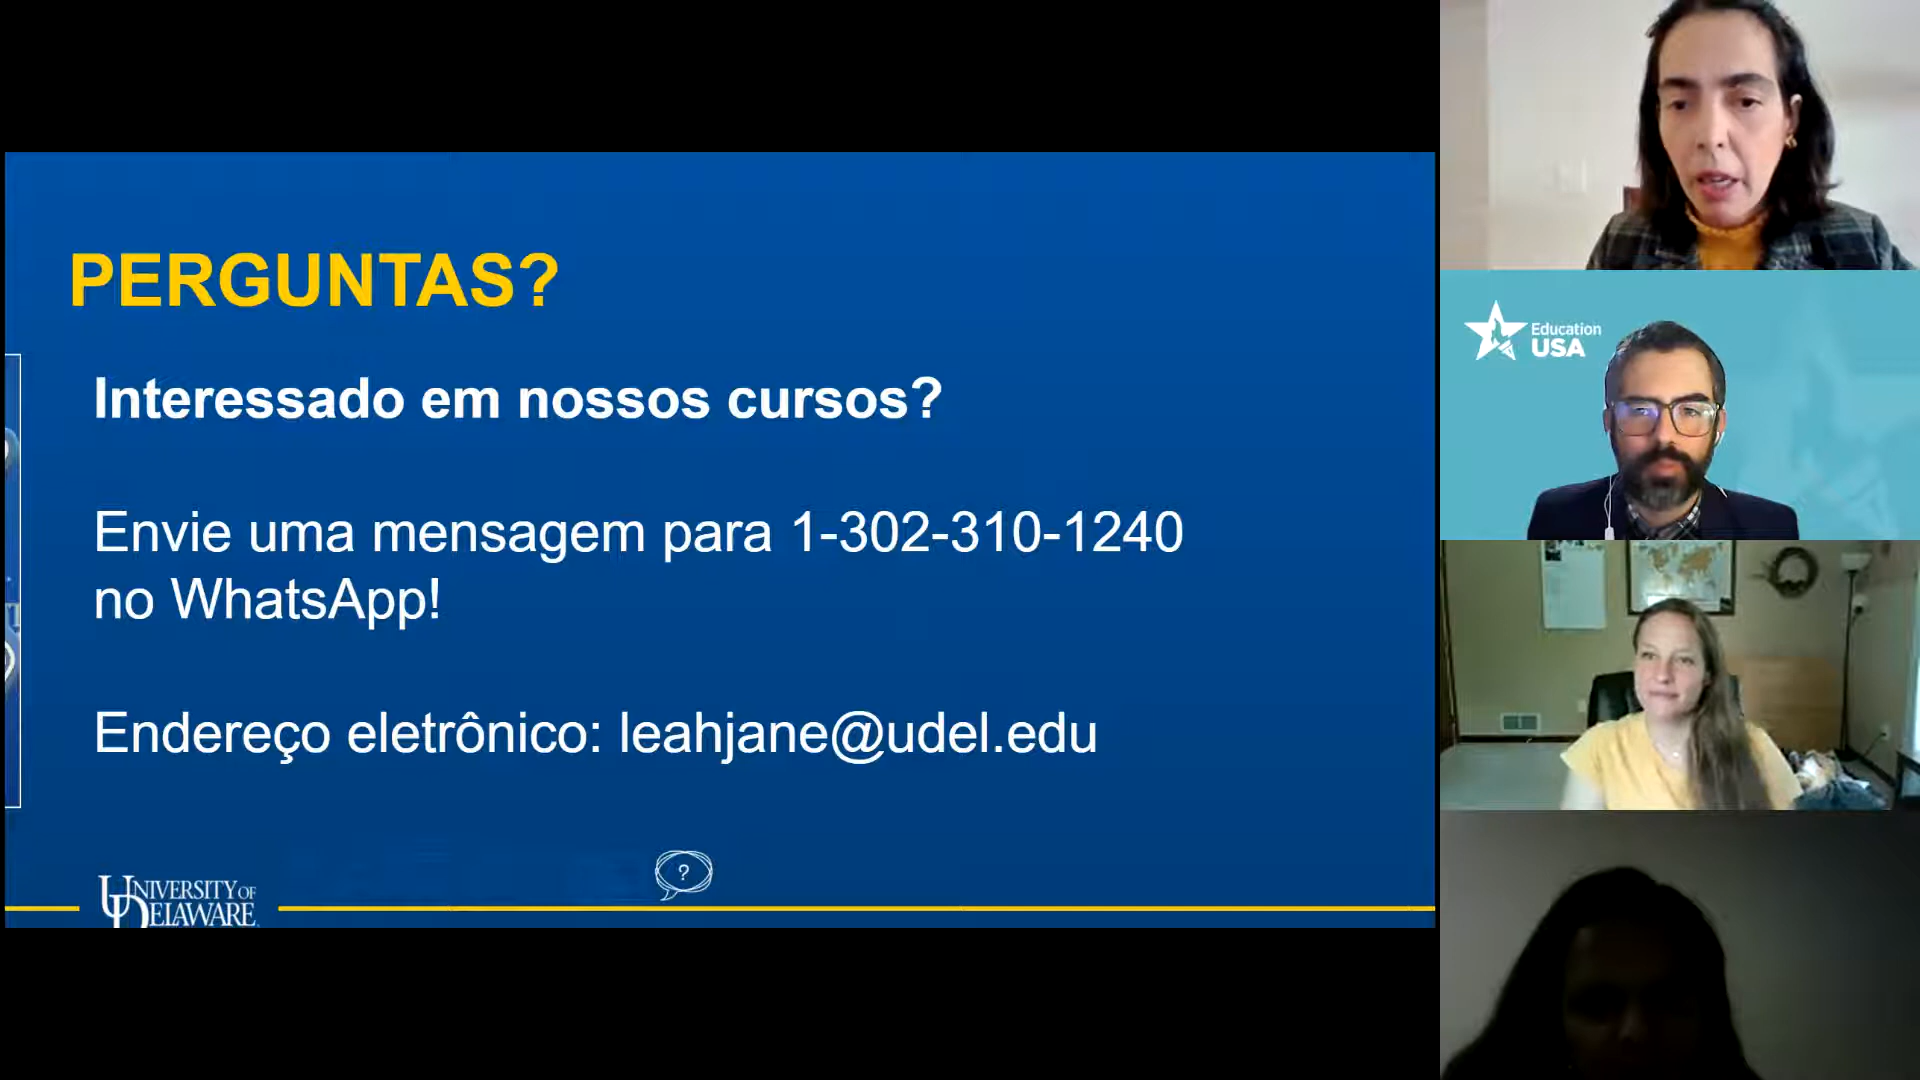 PERGUNTAS?
Interessado em nossos cursos?
Envie uma mensagem para 1-302-310-1240
no WhatsApp!
Endereço eletrônico: leahjane@udel.edu
?
UNIVERSITY OF
DELAWARE
Education
USA